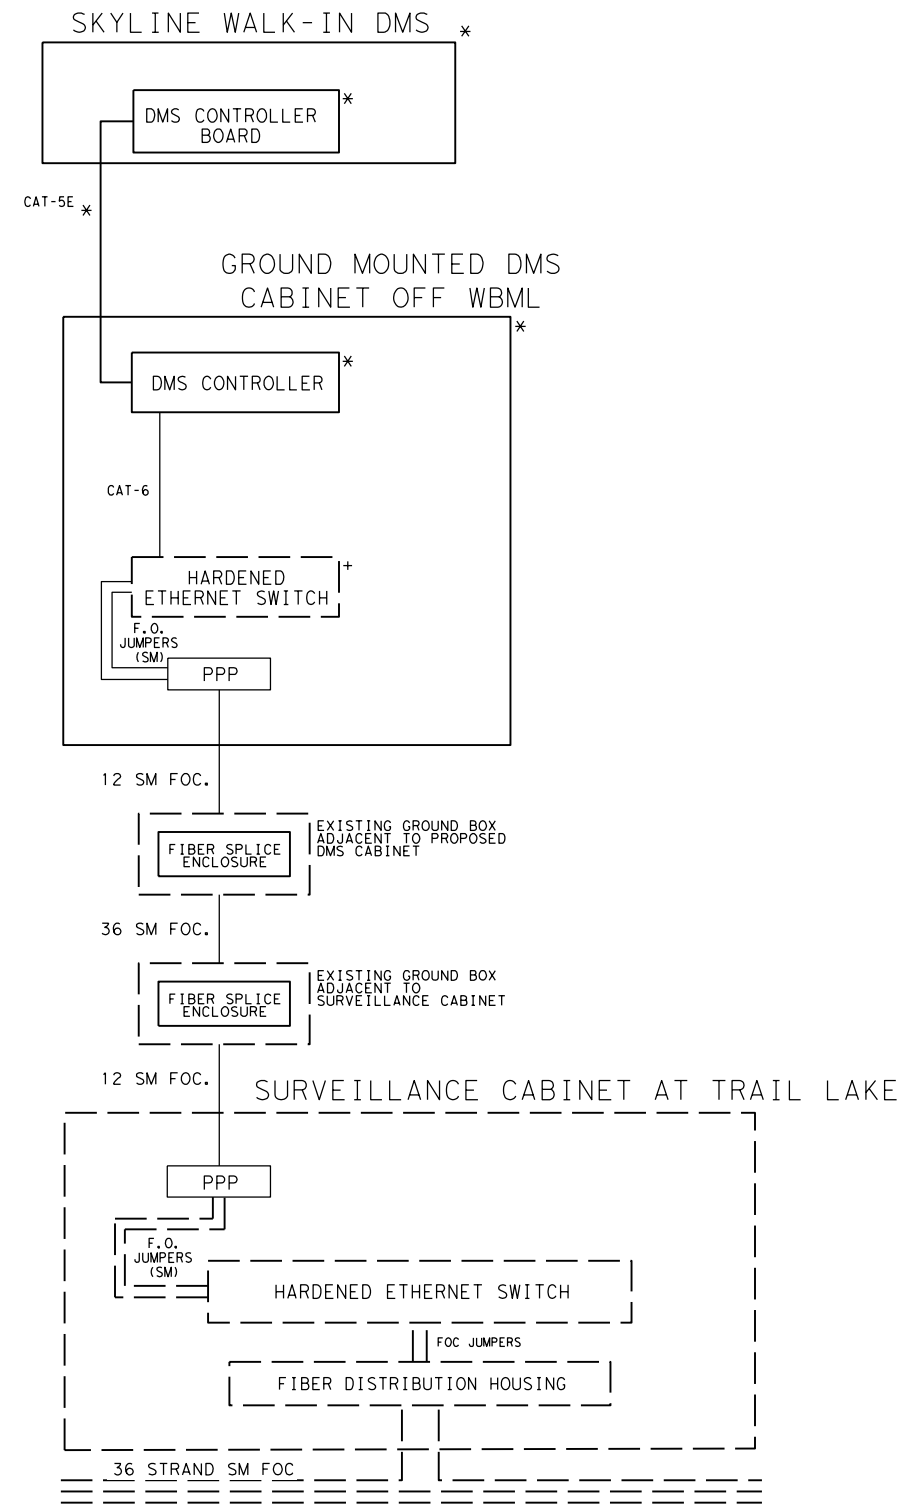 SKYLINE WALK-IN DMS *
DMS CONTROLLER *
BOARD
CAT-5E *
GROUND MOUNTED DMS
CABINET OFF WBML
*
DMS CONTROLLER *
CAT-6
HARDENED +
ETHERNET SWITCH
F.O.
JUMPERS
(SM)
PPP
12 SM FOC.
EXISTING GROUND BOX
ADJACENT TO PROPOSED
DMS CABINET
FIBER SPLICE
ENCLOSURE
36 SM FOC.
EXISTING GROUND BOX
ADJACENT TO
SURVEILLANCE CABINET
FIBER SPLICE
ENCLOSURE
12 SM FOC.
SURVEILLANCE CABINET AT TRAIL LAKE
PPP
F.O.
JUMPERS
(SM)
HARDENED ETHERNET SWITCH
FOC JUMPERS
FIBER DISTRIBUTION HOUSING
36 STRAND SM FOC